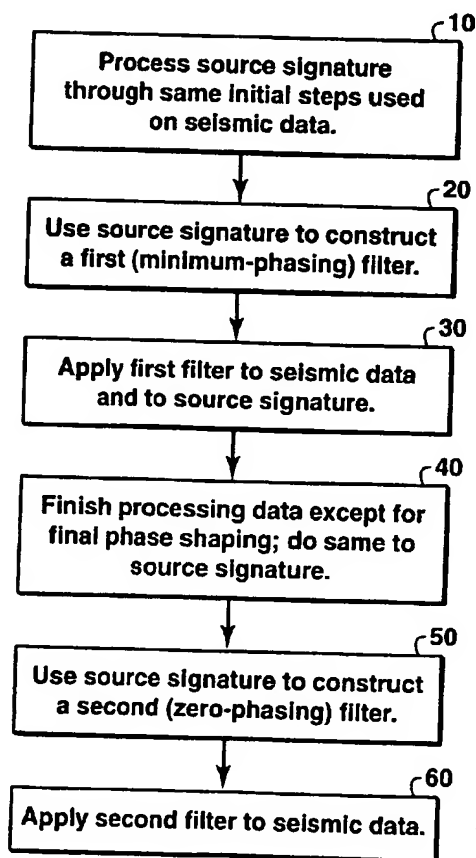 10
Process source signature
through same initial steps used
on seismic data.
20
Use source signature to construct
a first (minimum-phasing) filter.
30
Apply first filter to seismic data
and to source signature.
40
Finish processing data except for
final phase shaping; do same to
source signature.
50
Use source signature to construct
a second (zero-phasing) filter.
60
Apply second filter to seismic data.